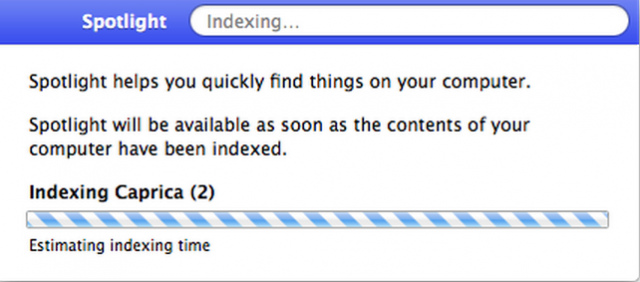 Spotlight Indexing...
Spotlight helps you quickly find things on your computer.
Spotlight will be available as soon as the contents of your
computer have been indexed.
Indexing Caprica (2)
Estimating indexing time